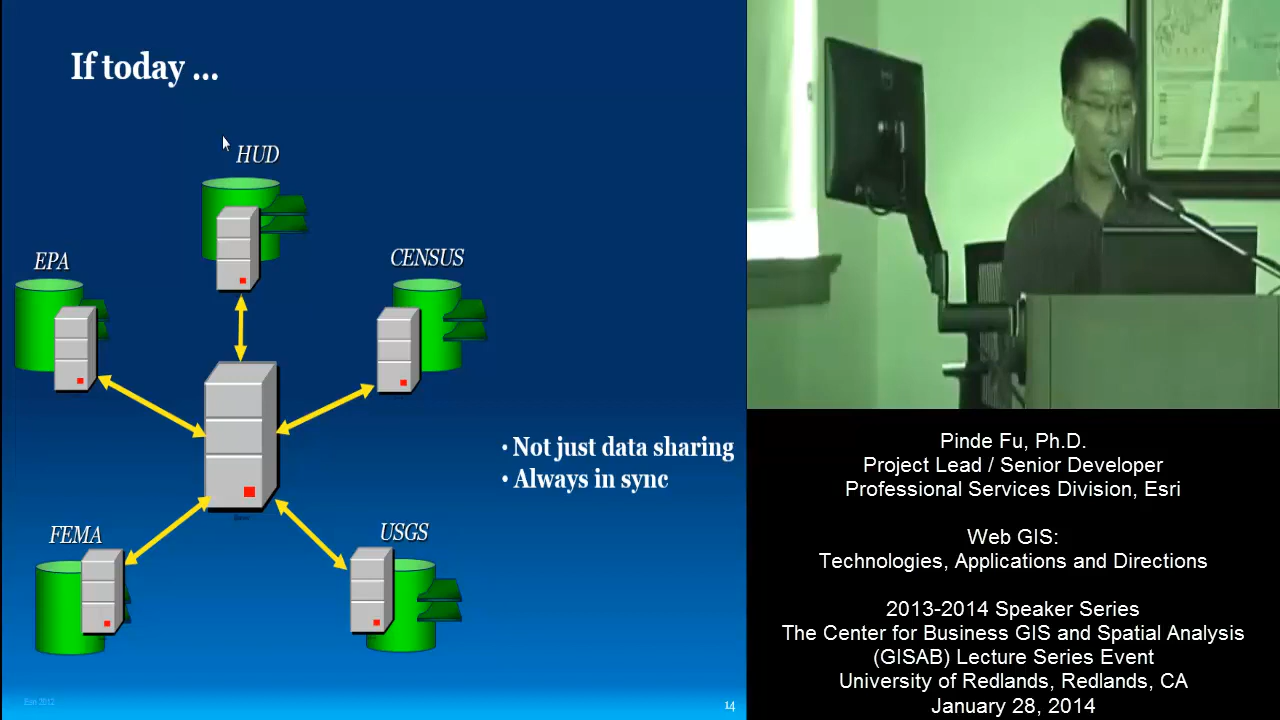 If today ...
HUD
EPA
CENSUS
• Not just data sharing
• Always in sync
FEMA
USGS
Esri 2012
14
Pinde Fu, Ph.D.
Project Lead / Senior Developer
Professional Services Division, Esri
Web GIS:
Technologies, Applications and Directions
2013-2014 Speaker Series
The Center for Business GIS and Spatial Analysis
(GISAB) Lecture Series Event
University of Redlands, Redlands, CA
January 28, 2014